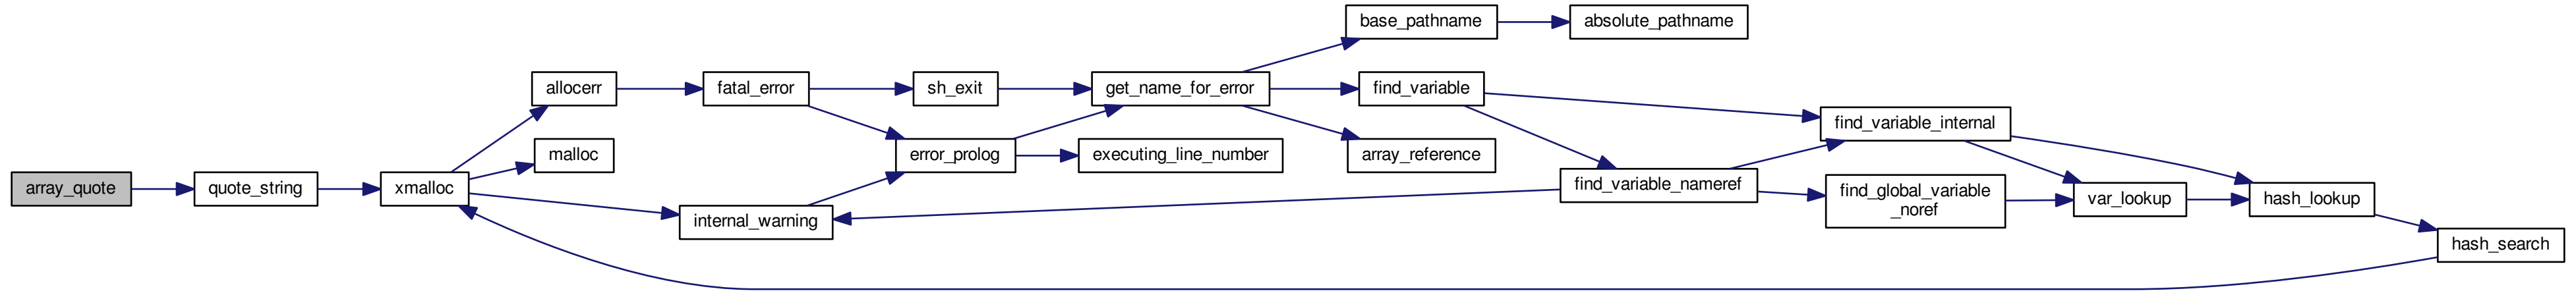 base_pathname
absolute_pathname
allocerr
fatal_error
sh_exit
get_name_for_error
find_variable
find_variable_internal
malloc
error_prolog
executing_line_number
array_reference
array_quote
quote_string
xmalloc
find_variable_nameref
find_global_variable
_noref
var_lookup
hash_lookup
internal_warning
hash_search